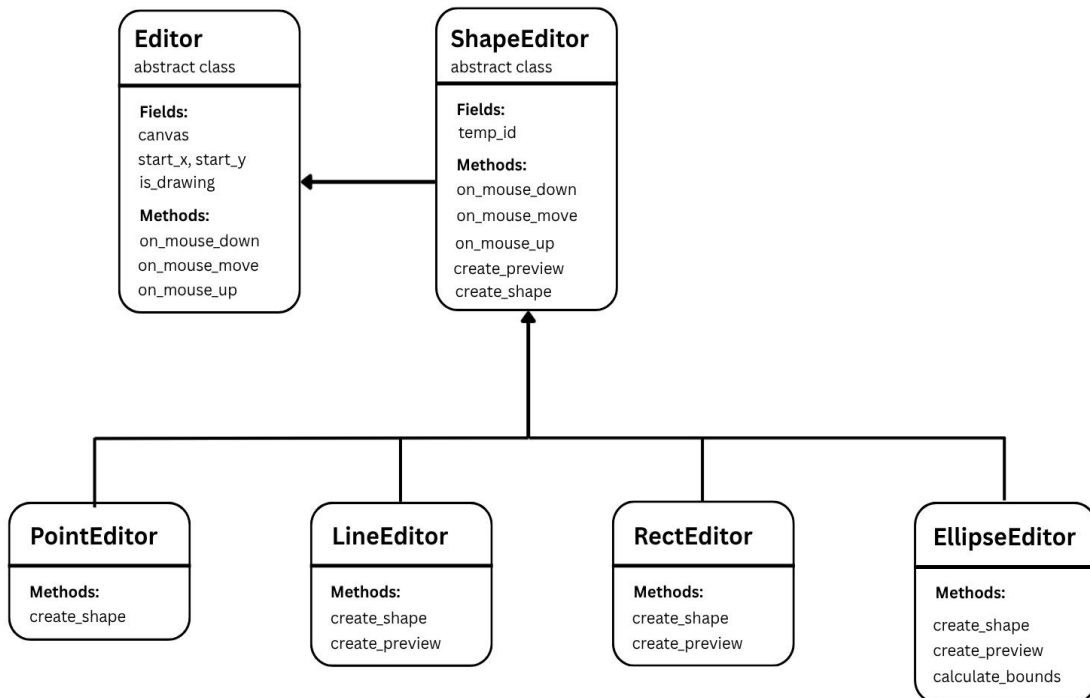 Editor
abstract class
Fields:
canvas
start_x, start_y
is_drawing
Methods:
on_mouse_down
on_mouse_move
on_mouse_up
ShapeEditor
abstract class
Fields:
temp_id
Methods:
on_mouse_down
on_mouse_move
on_mouse_up
create_preview
create_shape
PointEditor
Methods:
create_shape
LineEditor
Methods:
create_shape
create_preview
RectEditor
Methods:
create_shape
create_preview
EllipseEditor
Methods:
create_shape
create_preview
calculate_bounds